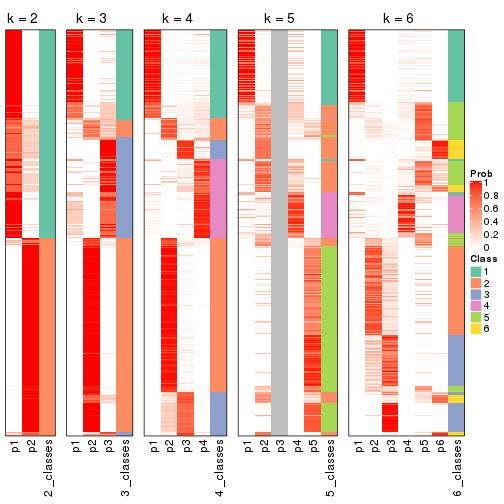 k = 2
k = 3
k = 4
k = 5
k = 6
p1
p2
2_classes
p1
p2
p3
3_classes
p1
p2
p3
p4
4_classes
p1
p2
p3
p4
p5
5_classes
p1
p2
p3
p4
p5
p6
6_classes
Prob
1
0.8
0.6
0.4
0.2
0
Class
1
2
3
4
5
6